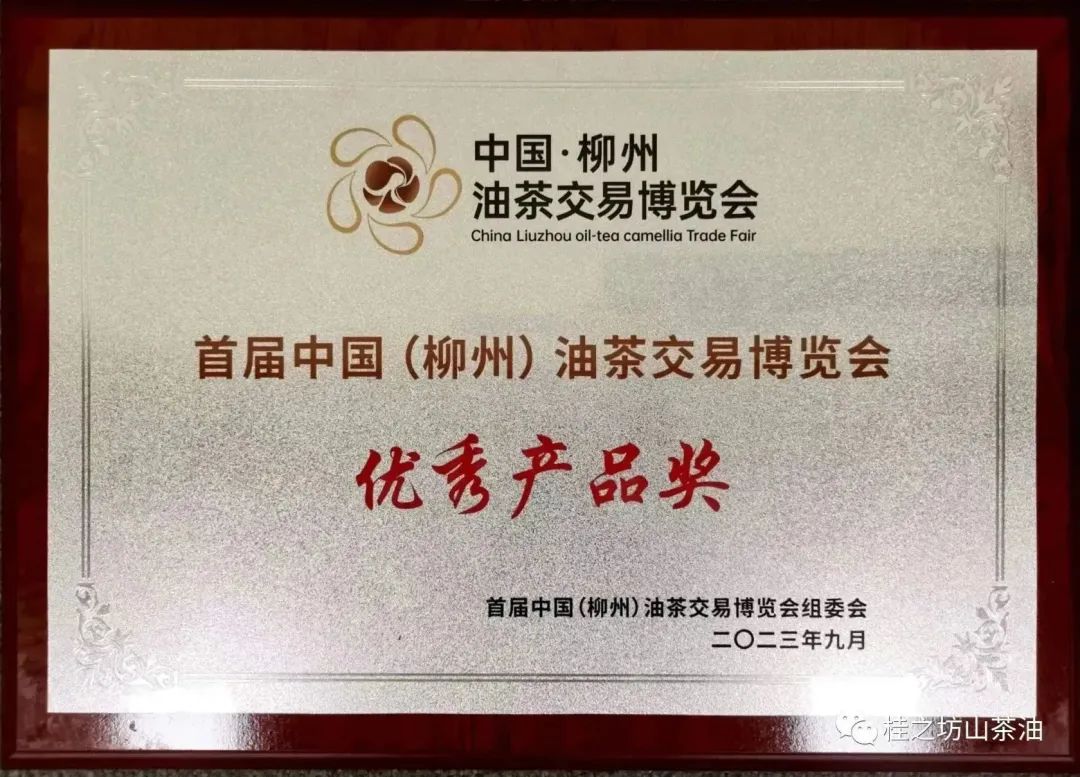 中国·柳州
油茶交易博览会
China Liuzhou oil-tea camellia Trade Fair
首届中国（柳州）油茶交易博览会
优秀产品奖
首届中国（柳州）油茶交易博览会组委会
二〇二三年九月
桂之坊山茶油